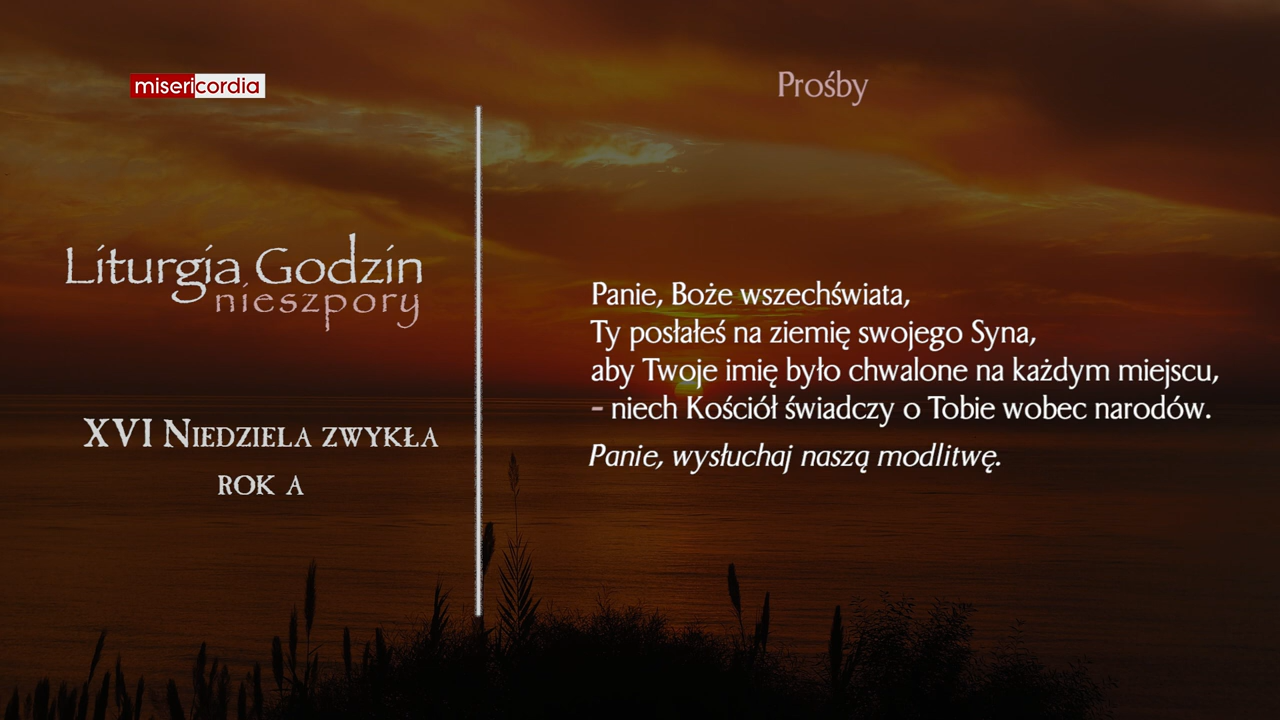 misericordia
Liturgia Godzin
nieszpory
XVI Niedziela zwykła
rok A
Prośby
Panie, Boże wszechświata,
Ty posłałeś na ziemię swojego Syna,
aby Twoje imię było chwalone na każdym miejscu,
- niech Kościół świadczy o Tobie wobec narodów.
Panie, wysłuchaj naszą modlitwę.